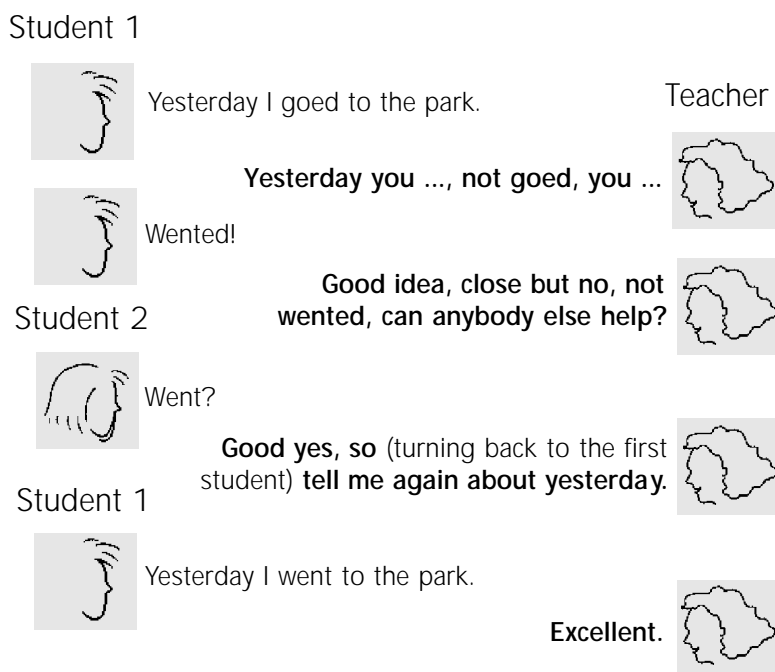 Student 1
Yesterday I goed to the park.
Teacher
Yesterday you ..., not goed, you ...
Wented!
Good idea, close but no, not
wented, can anybody else help?
Student 2
Went?
Good yes, so (turning back to the first
student) tell me again about yesterday.
Student 1
Yesterday I went to the park.
Excellent.